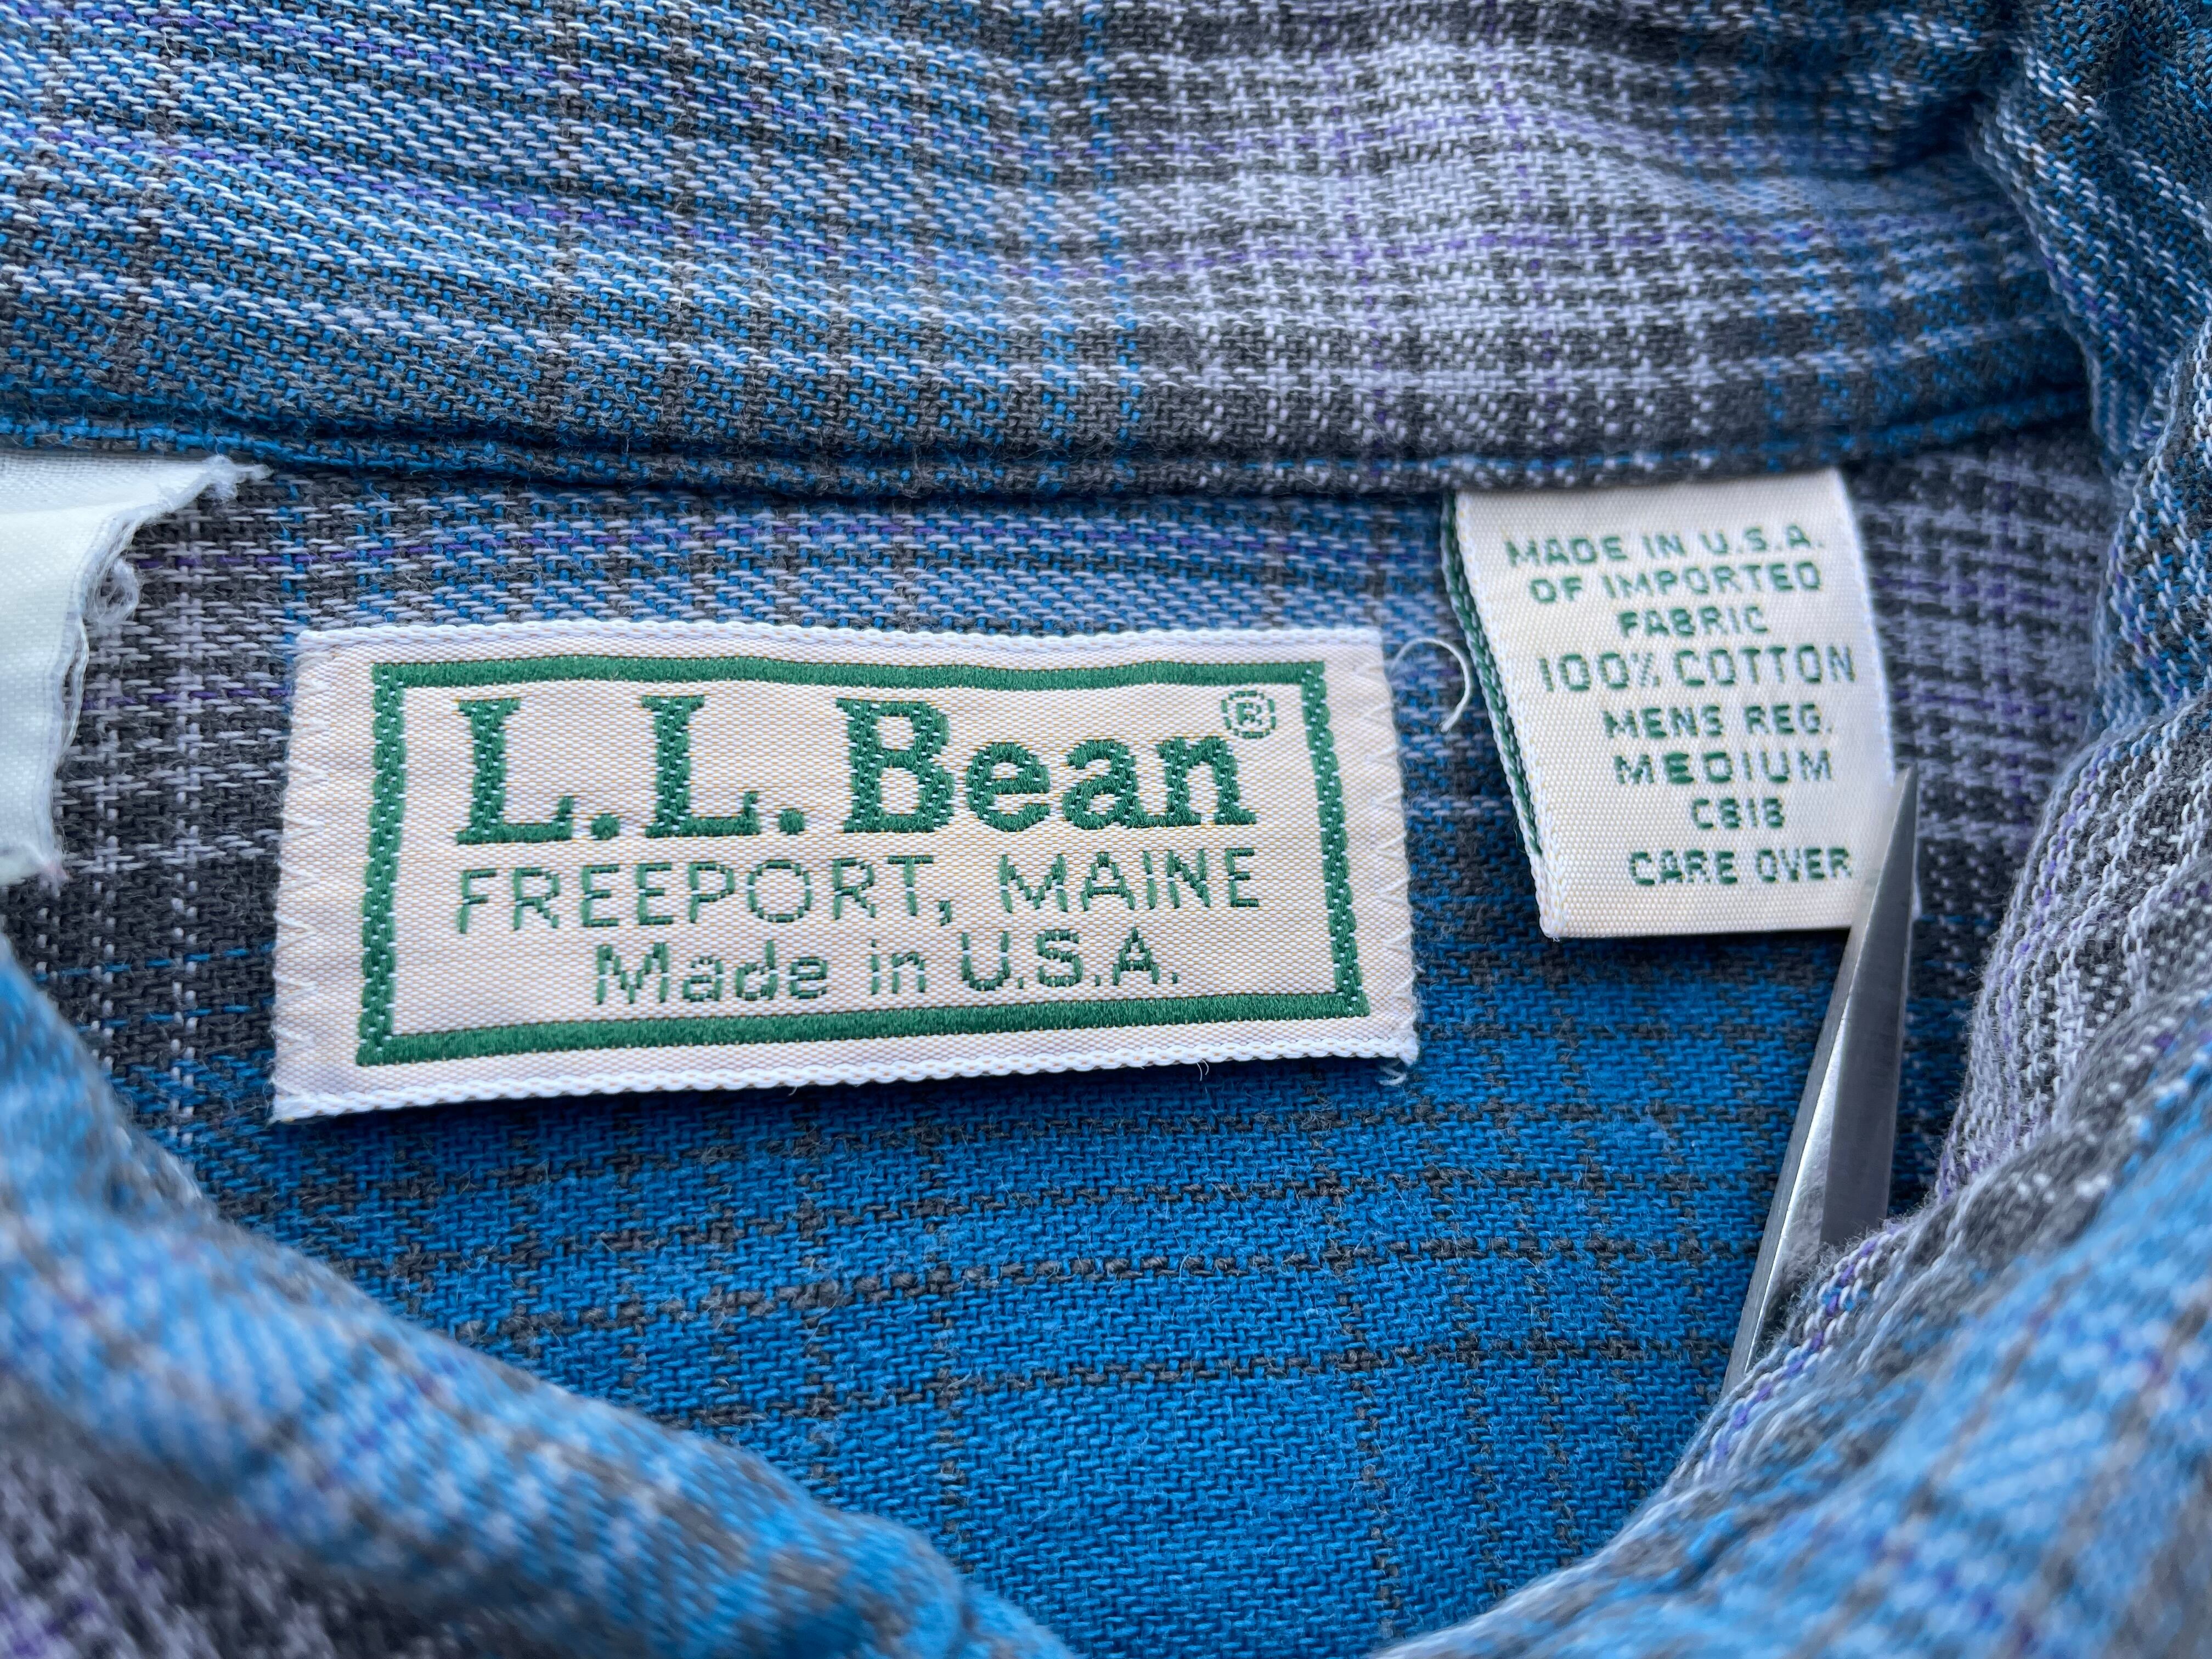 L.L.Bean®
FREEPORT, MAINE
Made in U.S.A.
MADE IN U.S.A.
OF IMPORTED
FABRIC
100% COTTON
MENS REG.
MEDIUM
C818
CARE OVER